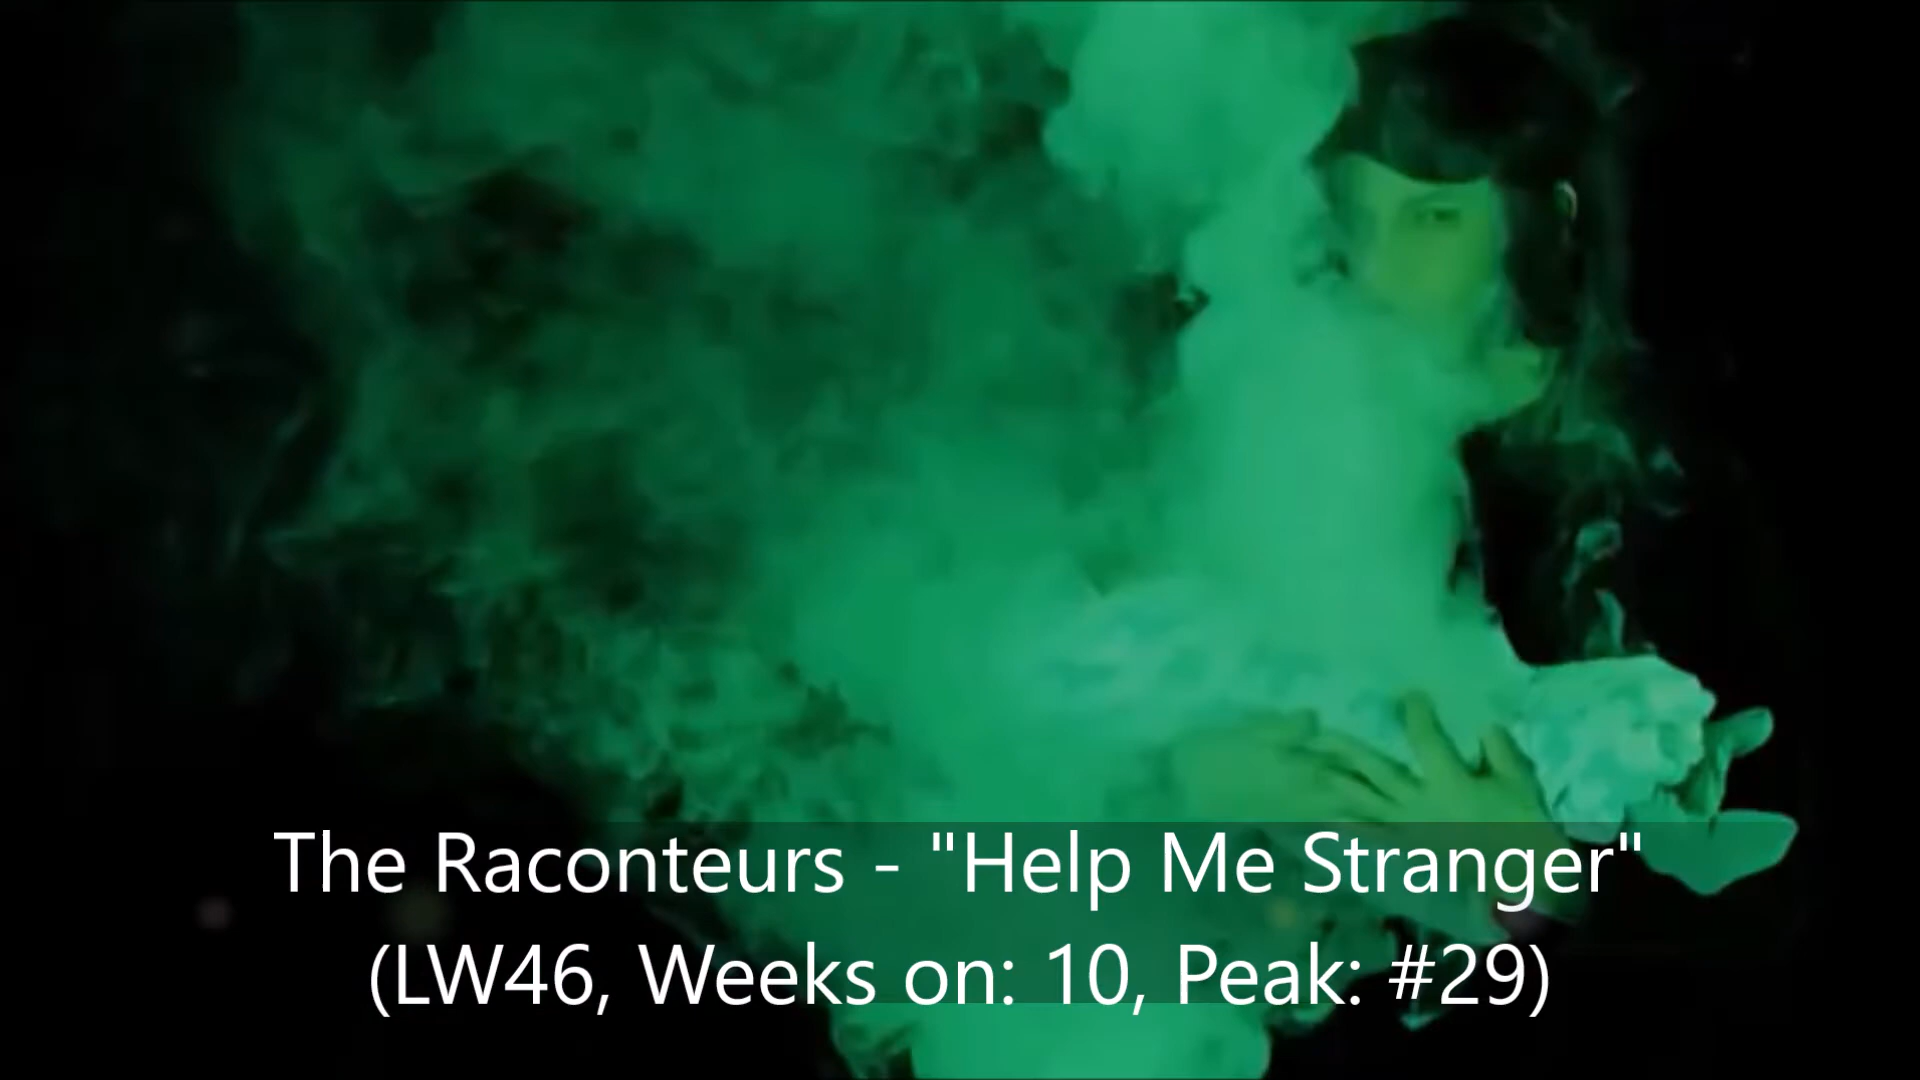 The Raconteurs - "Help Me Stranger"
(LW46, Weeks on: 10, Peak: #29)